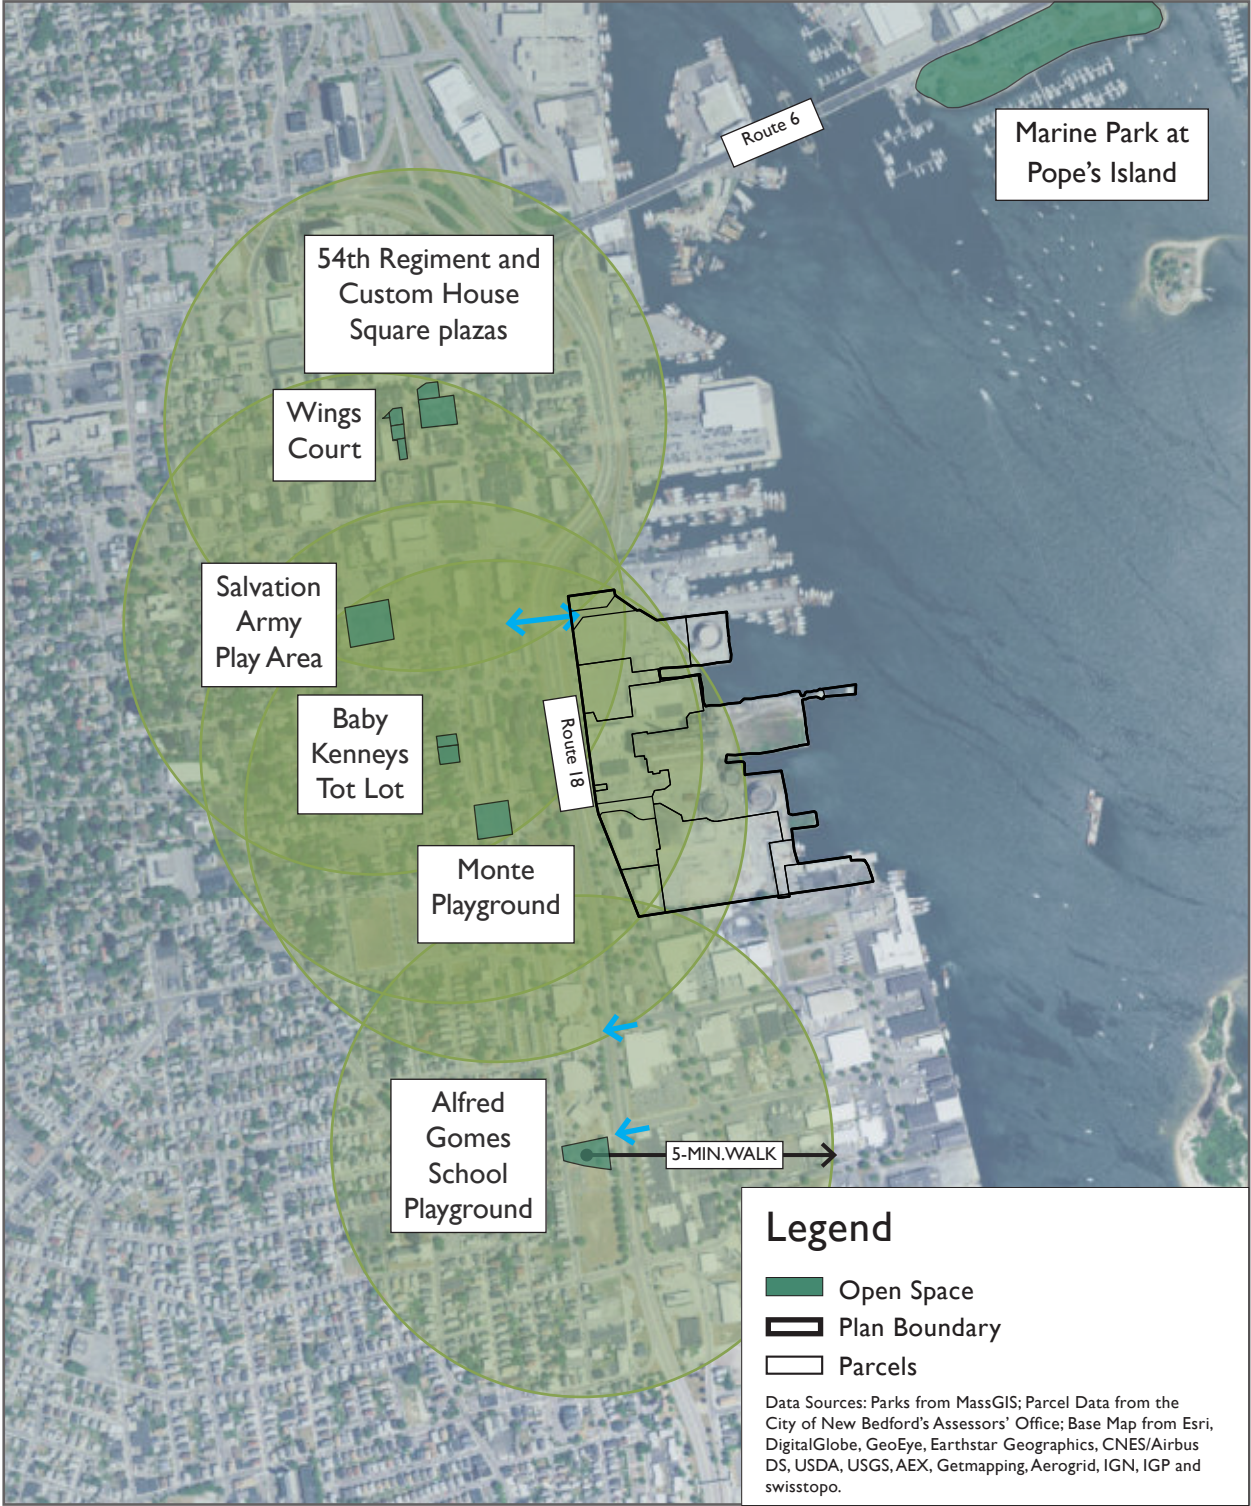 Route 6
Marine Park at
Pope's Island
54th Regiment and
Custom House
Square plazas
Wings
Court
Salvation
Army
Play Area
Baby
Kenneys
Tot Lot
Route 18
Monte
Playground
Alfred
Gomes
School
Playground
5-MIN.WALK
Legend
Open Space
Plan Boundary
Parcels
Data Sources: Parks from MassGIS; Parcel Data from the
City of New Bedford's Assessors' Office; Base Map from Esri,
DigitalGlobe, GeoEye, Earthstar Geographics, CNES/Airbus
DS, USDA, USGS, AEX, Getmapping, Aerogrid, IGN, IGP and
swisstopo.